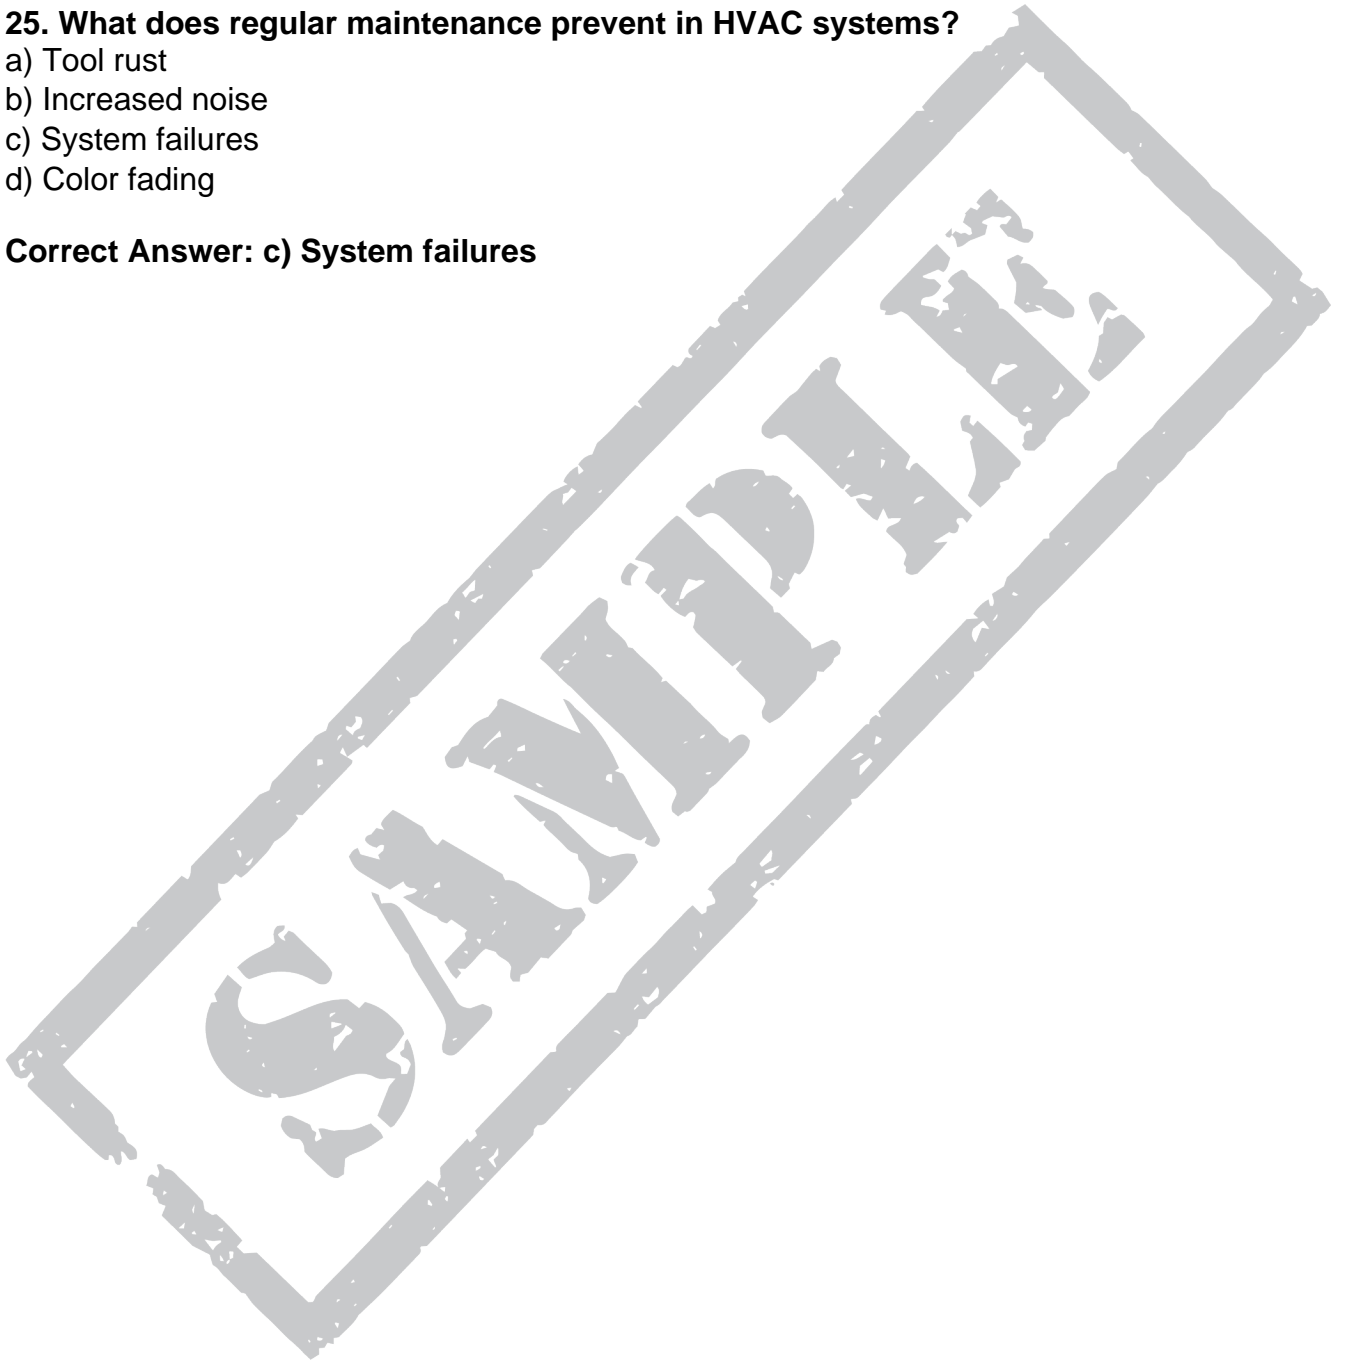 25. What does regular maintenance prevent in HVAC systems?
a) Tool rust
b) Increased noise
c) System failures
d) Color fading
Correct Answer: c) System failures
SAMPLE